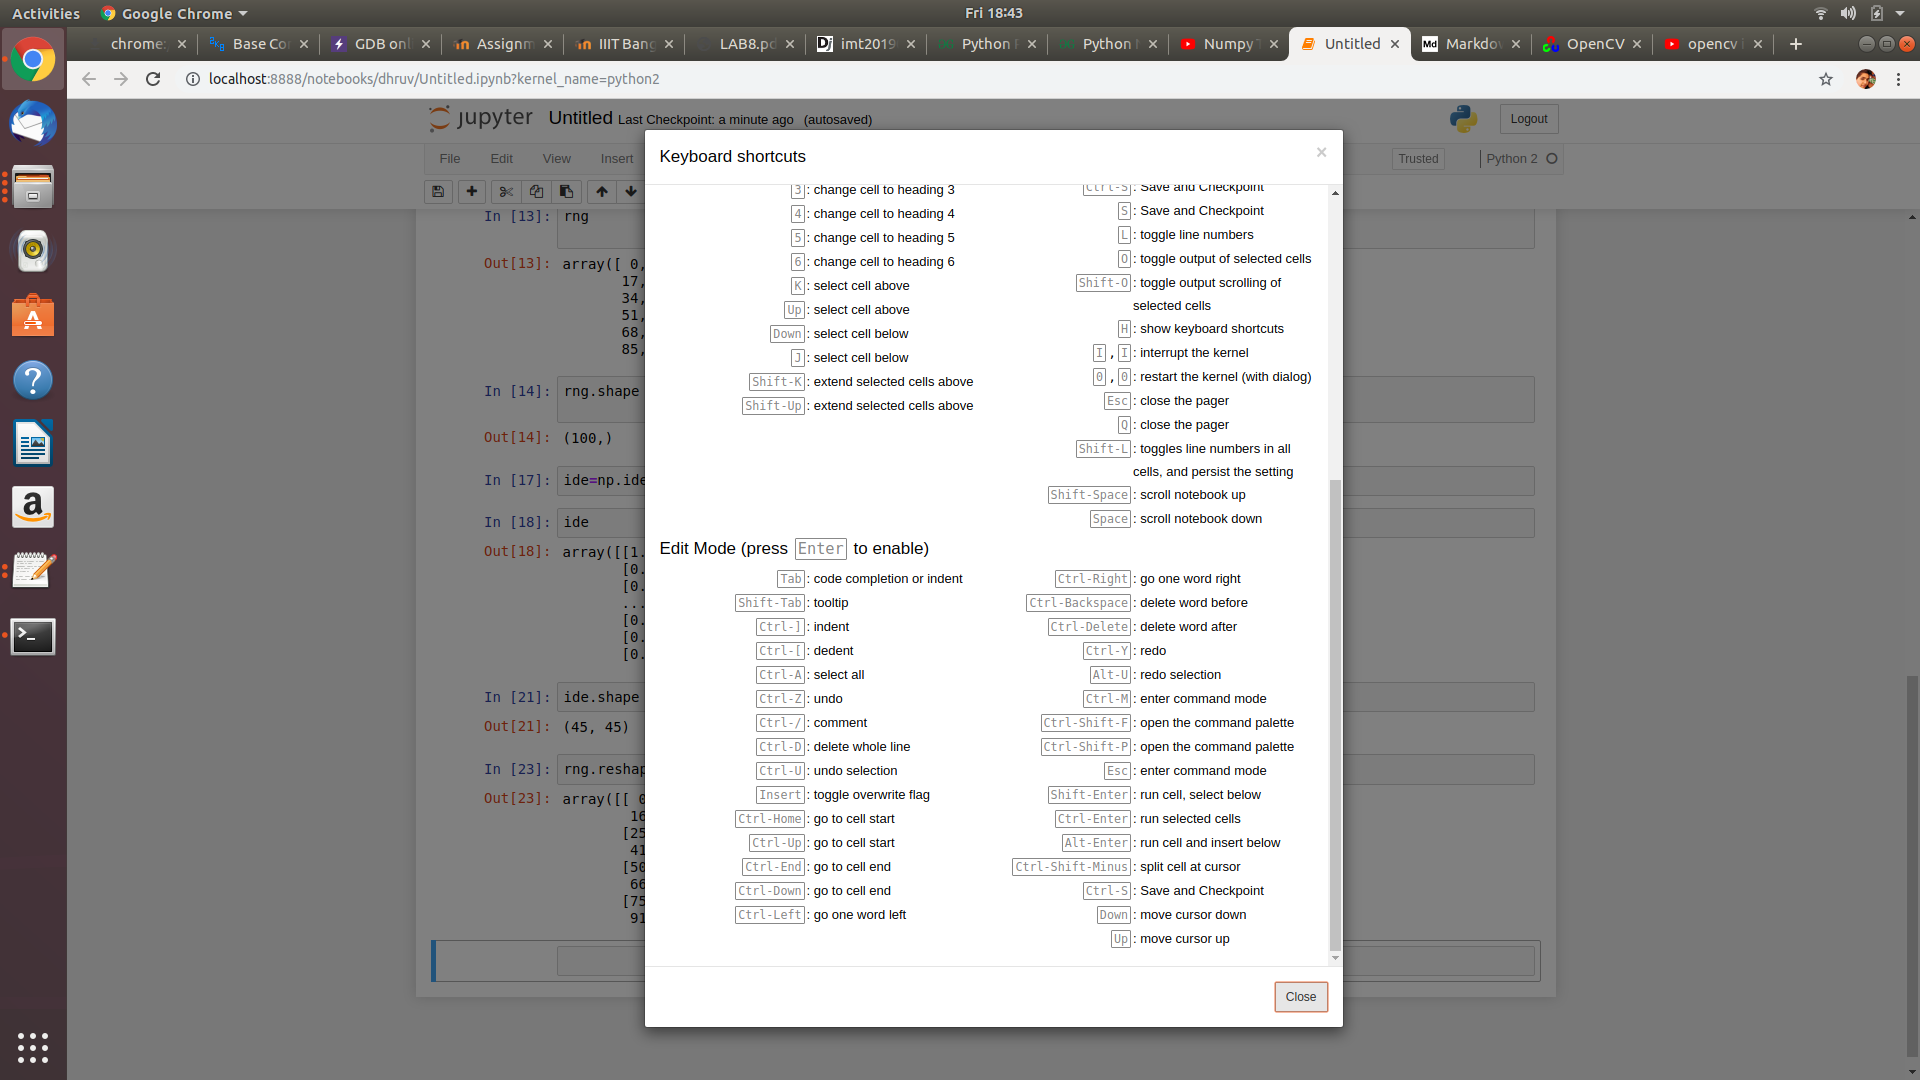 Activities Google Chrome Fri 18:43
chrome: Base Co GDB onl Assignm IIIT Bang LAB8.pd imt2019 Python Python Numpy Untitled Markdo OpenCV opencv
localhost:8888/notebooks/dhruv/Untitled.ipynb?kernel_name=python2
jupyter Untitled Last Checkpoint: a minute ago (autosaved) Logout
File Edit View Insert Trusted Python 2
Keyboard shortcuts
3 : change cell to heading 3
4 : change cell to heading 4
5 : change cell to heading 5
6 : change cell to heading 6
K : select cell above
Up : select cell above
Down : select cell below
J : select cell below
Shift-K : extend selected cells above
Shift-Up : extend selected cells above
Ctrl-S : Save and Checkpoint
S : Save and Checkpoint
L : toggle line numbers
O : toggle output of selected cells
Shift-O : toggle output scrolling of
selected cells
H : show keyboard shortcuts
I , I : interrupt the kernel
0 , 0 : restart the kernel (with dialog)
Esc : close the pager
Q : close the pager
Shift-L : toggles line numbers in all
cells, and persist the setting
Shift-Space : scroll notebook up
Space : scroll notebook down
Edit Mode (press Enter to enable)
Tab : code completion or indent
Shift-Tab : tooltip
Ctrl-] : indent
Ctrl-[ : dedent
Ctrl-A : select all
Ctrl-Z : undo
Ctrl-/ : comment
Ctrl-D : delete whole line
Ctrl-U : undo selection
Insert : toggle overwrite flag
Ctrl-Home : go to cell start
Ctrl-Up : go to cell start
Ctrl-End : go to cell end
Ctrl-Down : go to cell end
Ctrl-Left : go one word left
Ctrl-Right : go one word right
Ctrl-Backspace : delete word before
Ctrl-Delete : delete word after
Ctrl-Y : redo
Alt-U : redo selection
Ctrl-M : enter command mode
Ctrl-Shift-F : open the command palette
Ctrl-Shift-P : open the command palette
Esc : enter command mode
Shift-Enter : run cell, select below
Ctrl-Enter : run selected cells
Alt-Enter : run cell and insert below
Ctrl-Shift-Minus : split cell at cursor
Ctrl-S : Save and Checkpoint
Down : move cursor down
Up : move cursor up
Close
In [13]: rng
Out[13]: array([ 0,
17,
34,
51,
68,
85,
In [14]: rng.shape
Out[14]: (100,)
In [17]: ide=np.ide
In [18]: ide
Out[18]: array([[1.
[0.
[0.
...
[0.
[0.
[0.
In [21]: ide.shape
Out[21]: (45, 45)
In [23]: rng.reshap
Out[23]: array([[ 0
16
[25
41
[50
66
[75
91